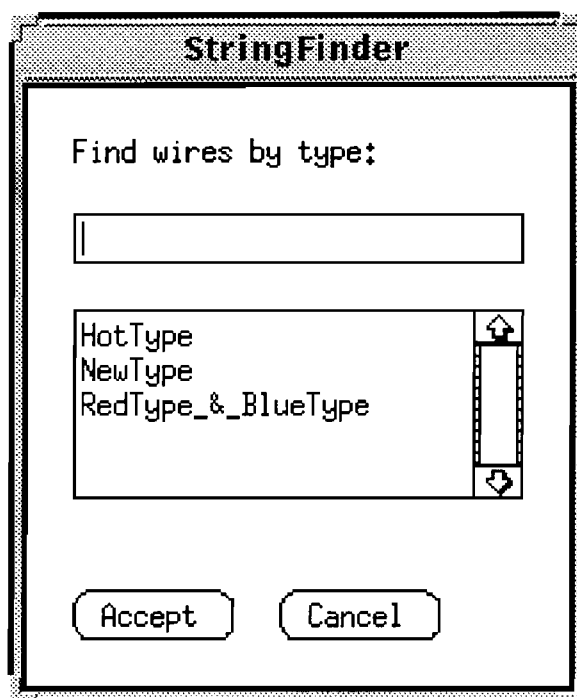 StringFinder
Find wires by type:
HotType
NewType
RedType_&_BlueType
Accept
Cancel